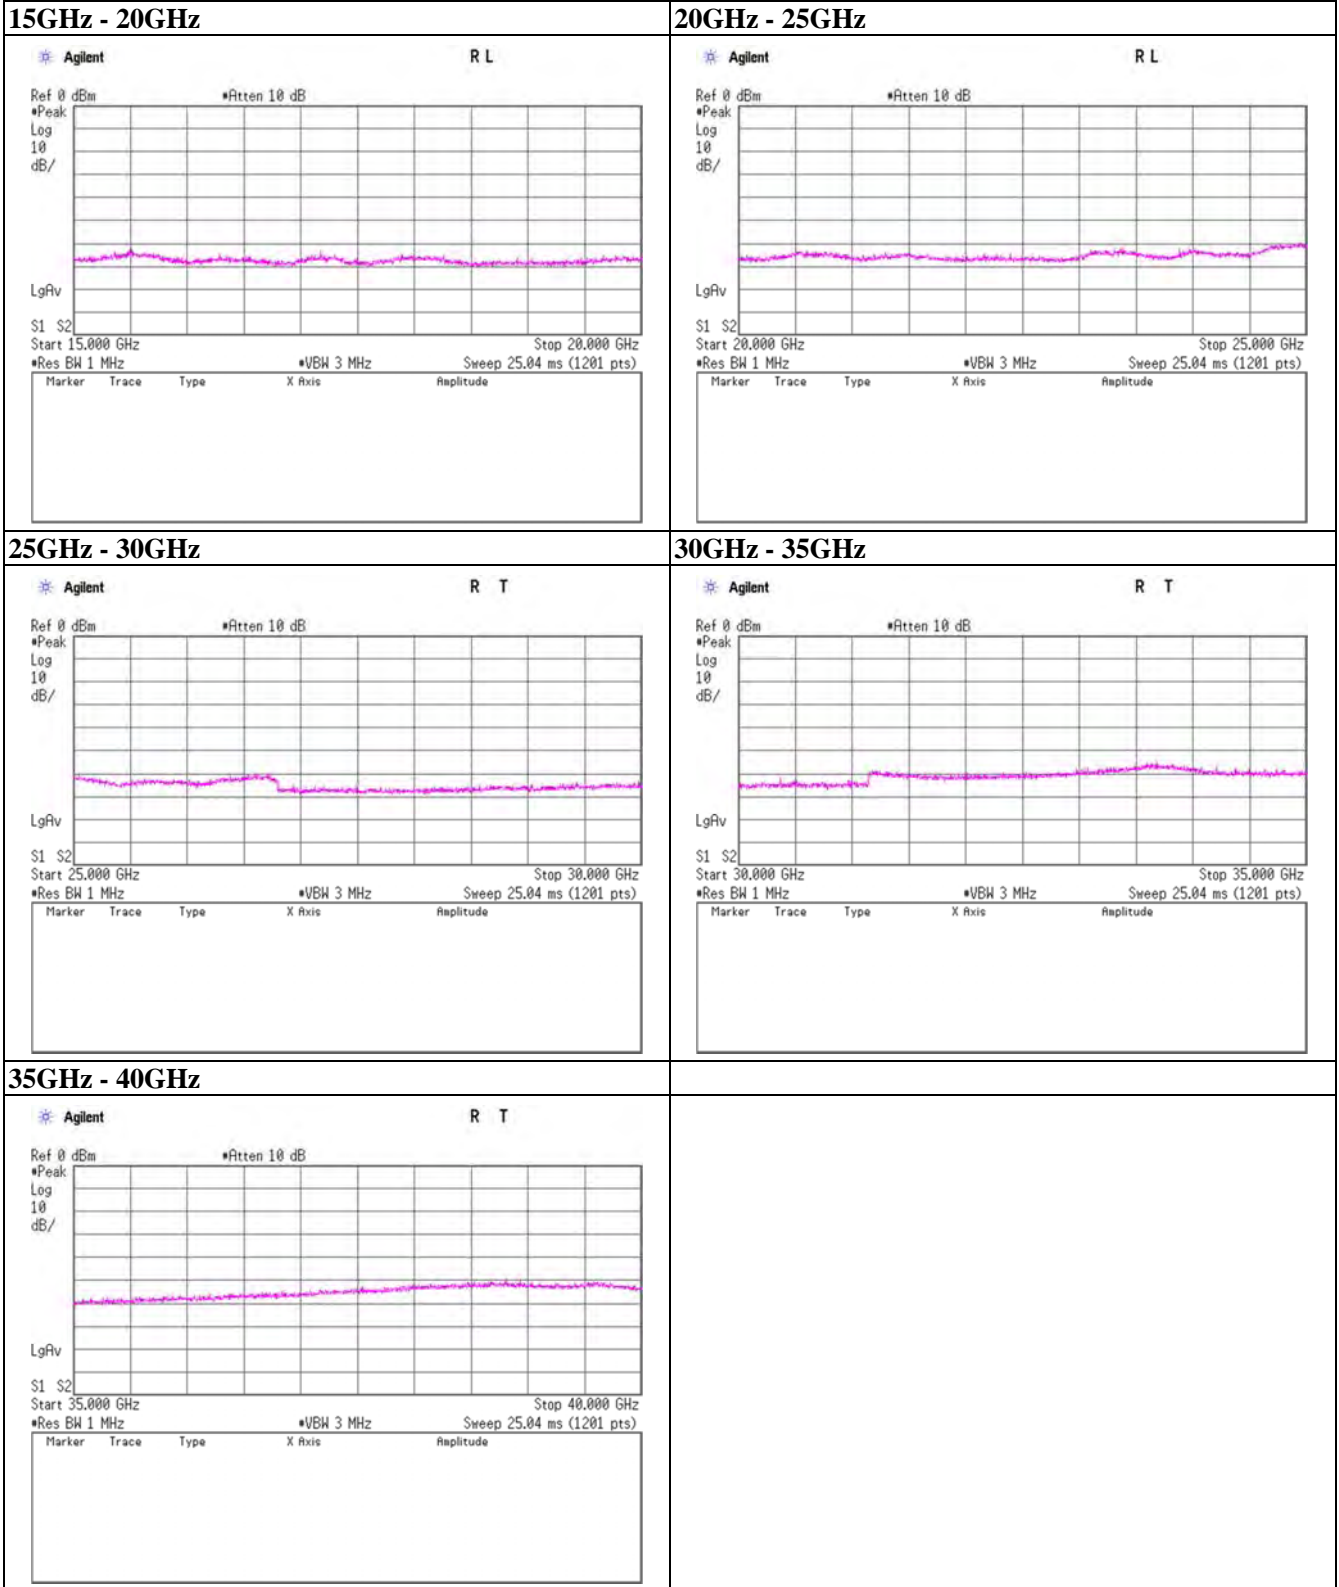 15GHz - 20GHz
Agilent R L
Ref 0 dBm #Atten 10 dB
#Peak
Log
10
dB/
LgAv
S1 S2
Start 15.000 GHz Stop 20.000 GHz
#Res BW 1 MHz #VBW 3 MHz Sweep 25.04 ms (1201 pts)
Marker Trace Type X Axis Amplitude
20GHz - 25GHz
Agilent R L
Ref 0 dBm #Atten 10 dB
#Peak
Log
10
dB/
LgAv
S1 S2
Start 20.000 GHz Stop 25.000 GHz
#Res BW 1 MHz #VBW 3 MHz Sweep 25.04 ms (1201 pts)
Marker Trace Type X Axis Amplitude
25GHz - 30GHz
Agilent R T
Ref 0 dBm #Atten 10 dB
#Peak
Log
10
dB/
LgAv
S1 S2
Start 25.000 GHz Stop 30.000 GHz
#Res BW 1 MHz #VBW 3 MHz Sweep 25.04 ms (1201 pts)
Marker Trace Type X Axis Amplitude
30GHz - 35GHz
Agilent R T
Ref 0 dBm #Atten 10 dB
#Peak
Log
10
dB/
LgAv
S1 S2
Start 30.000 GHz Stop 35.000 GHz
#Res BW 1 MHz #VBW 3 MHz Sweep 25.04 ms (1201 pts)
Marker Trace Type X Axis Amplitude
35GHz - 40GHz
Agilent R T
Ref 0 dBm #Atten 10 dB
#Peak
Log
10
dB/
LgAv
S1 S2
Start 35.000 GHz Stop 40.000 GHz
#Res BW 1 MHz #VBW 3 MHz Sweep 25.04 ms (1201 pts)
Marker Trace Type X Axis Amplitude